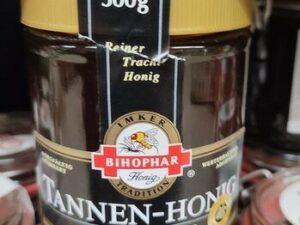 500g
Reiner
Tracht
Honig
IMKER
BIHOPHAR
Honig
TRADITION
TANNEN-HONIG